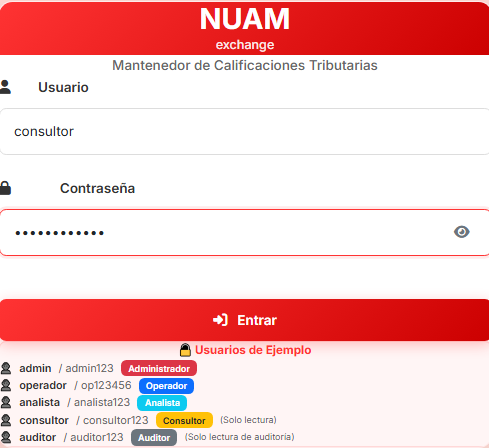 NUAM
exchange
Mantenedor de Calificaciones Tributarias
Usuario
consultor
Contraseña
••••••••••••
Entrar
Usuarios de Ejemplo
admin / admin123 Administrador
operador / op123456 Operador
analista / analista123 Analista
consultor / consultor123 Consultor (Solo lectura)
auditor / auditor123 Auditor (Solo lectura de auditoría)